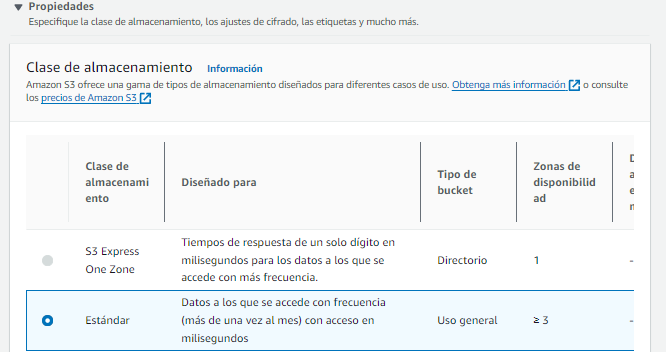 Propiedades
Especifique la clase de almacenamiento, los ajustes de cifrado, las etiquetas y mucho más.
Clase de almacenamiento Información
Amazon S3 ofrece una gama de tipos de almacenamiento diseñados para diferentes casos de uso. Obtenga más información o consulte
los precios de Amazon S3
Clase de
almacenami
ento
Diseñado para
Tipo de
bucket
Zonas de
disponibilid
ad
S3 Express
One Zone
Tiempos de respuesta de un solo dígito en
milisegundos para los datos a los que se
accede con más frecuencia.
Directorio
1
-
Estándar
Datos a los que se accede con frecuencia
(más de una vez al mes) con acceso en
milisegundos
Uso general
≥ 3
-